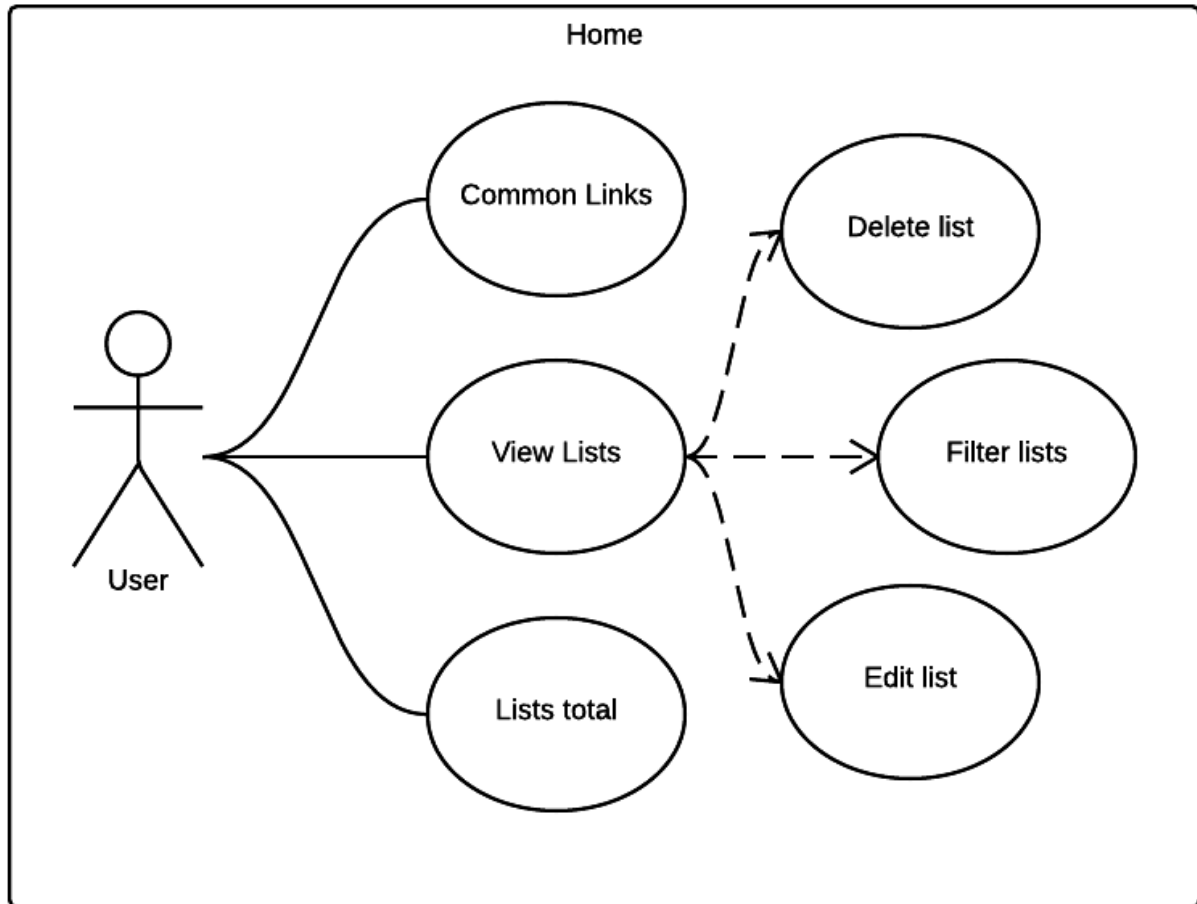 Home
Common Links
Delete list
View Lists
Filter lists
User
Edit list
Lists total